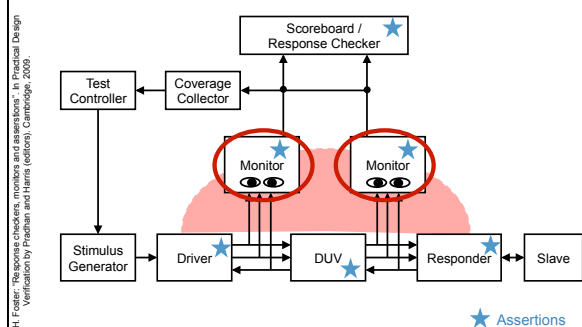 H. Foster: "Response checkers, monitors and asserstions". In Practical Design
Verification by Pradhan and Harris (editors). Cambridge, 2009.
Scoreboard /
Response Checker
Test
Controller
Coverage
Collector
Monitor
Monitor
Stimulus
Generator
Driver
DUV
Responder
Slave
Assertions